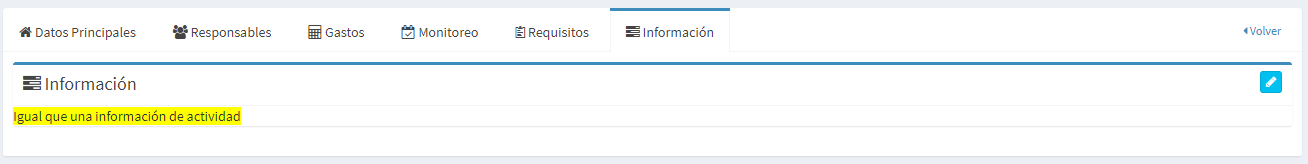 Datos Principales Responsables Gastos Monitoreo Requisitos Información Volver
Información
Igual que una información de actividad